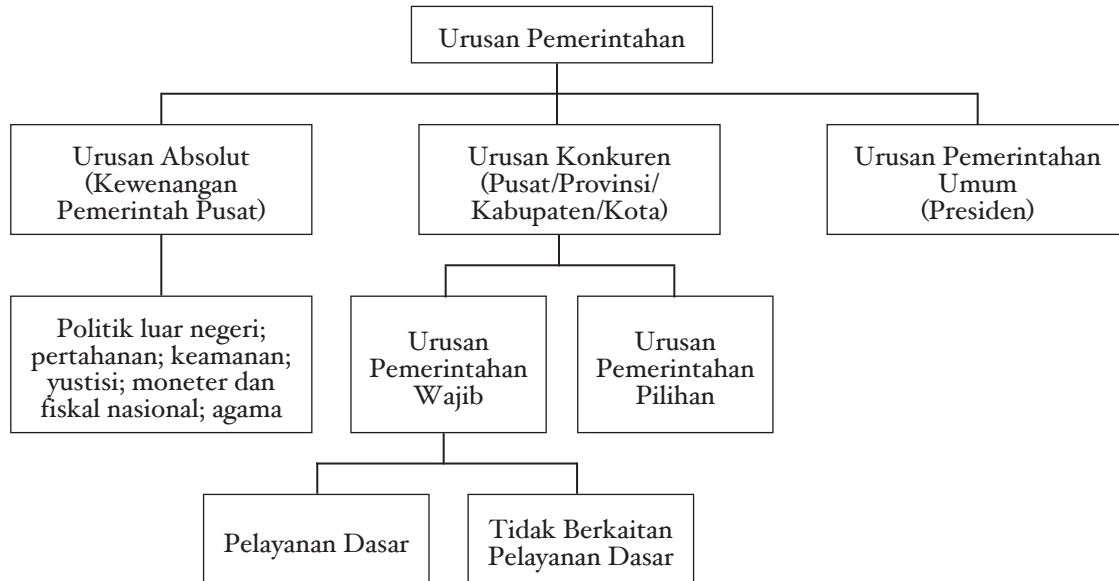 Urusan Pemerintahan
Urusan Absolut
(Kewenangan
Pemerintah Pusat)
Urusan Konkuren
(Pusat/Provinsi/
Kabupaten/Kota)
Urusan Pemerintahan
Umum
(Presiden)
Politik luar negeri;
pertahanan; keamanan;
yustisi; moneter dan
fiskal nasional; agama
Urusan
Pemerintahan
Wajib
Urusan
Pemerintahan
Pilihan
Pelayanan Dasar
Tidak Berkaitan
Pelayanan Dasar